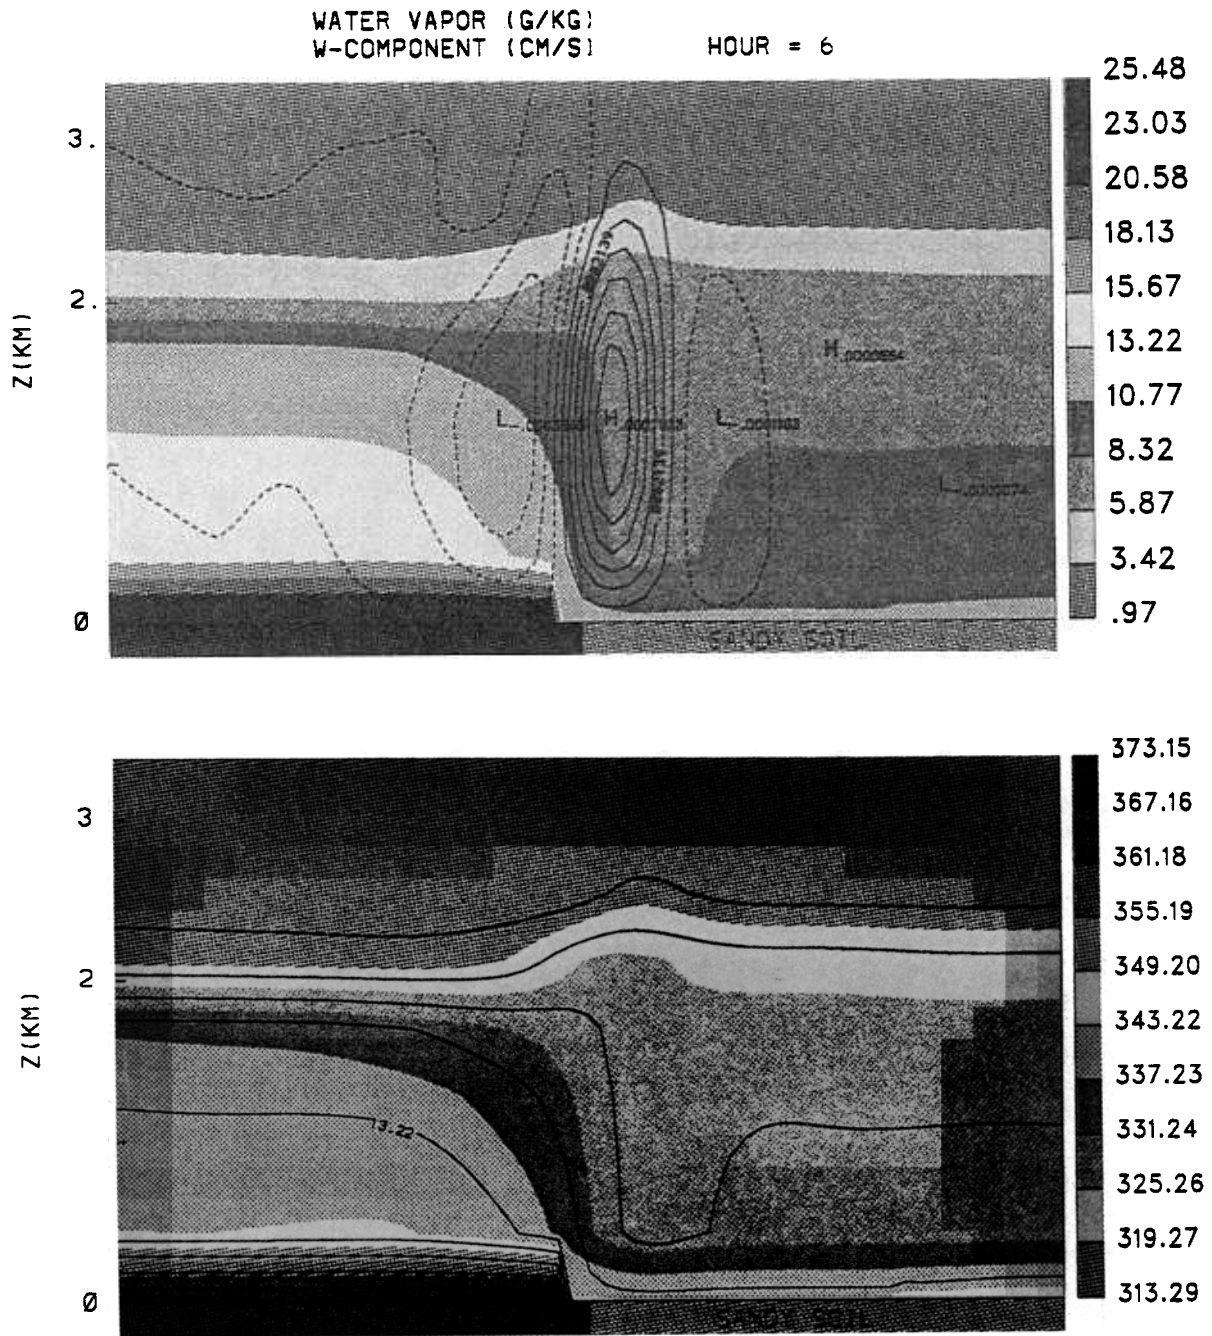 WATER VAPOR (G/KG)
W-COMPONENT (CM/S) HOUR = 6
25.48
23.03
20.58
18.13
15.67
13.22
10.77
8.32
5.87
3.42
.97
3.
2.
Ø
Z(KM)
H .0000554
L
H
L
L
SANDY SOIL
373.15
367.16
361.18
355.19
349.20
343.22
337.23
331.24
325.26
319.27
313.29
3
2
Ø
Z(KM)
13.22
SANDY SOIL